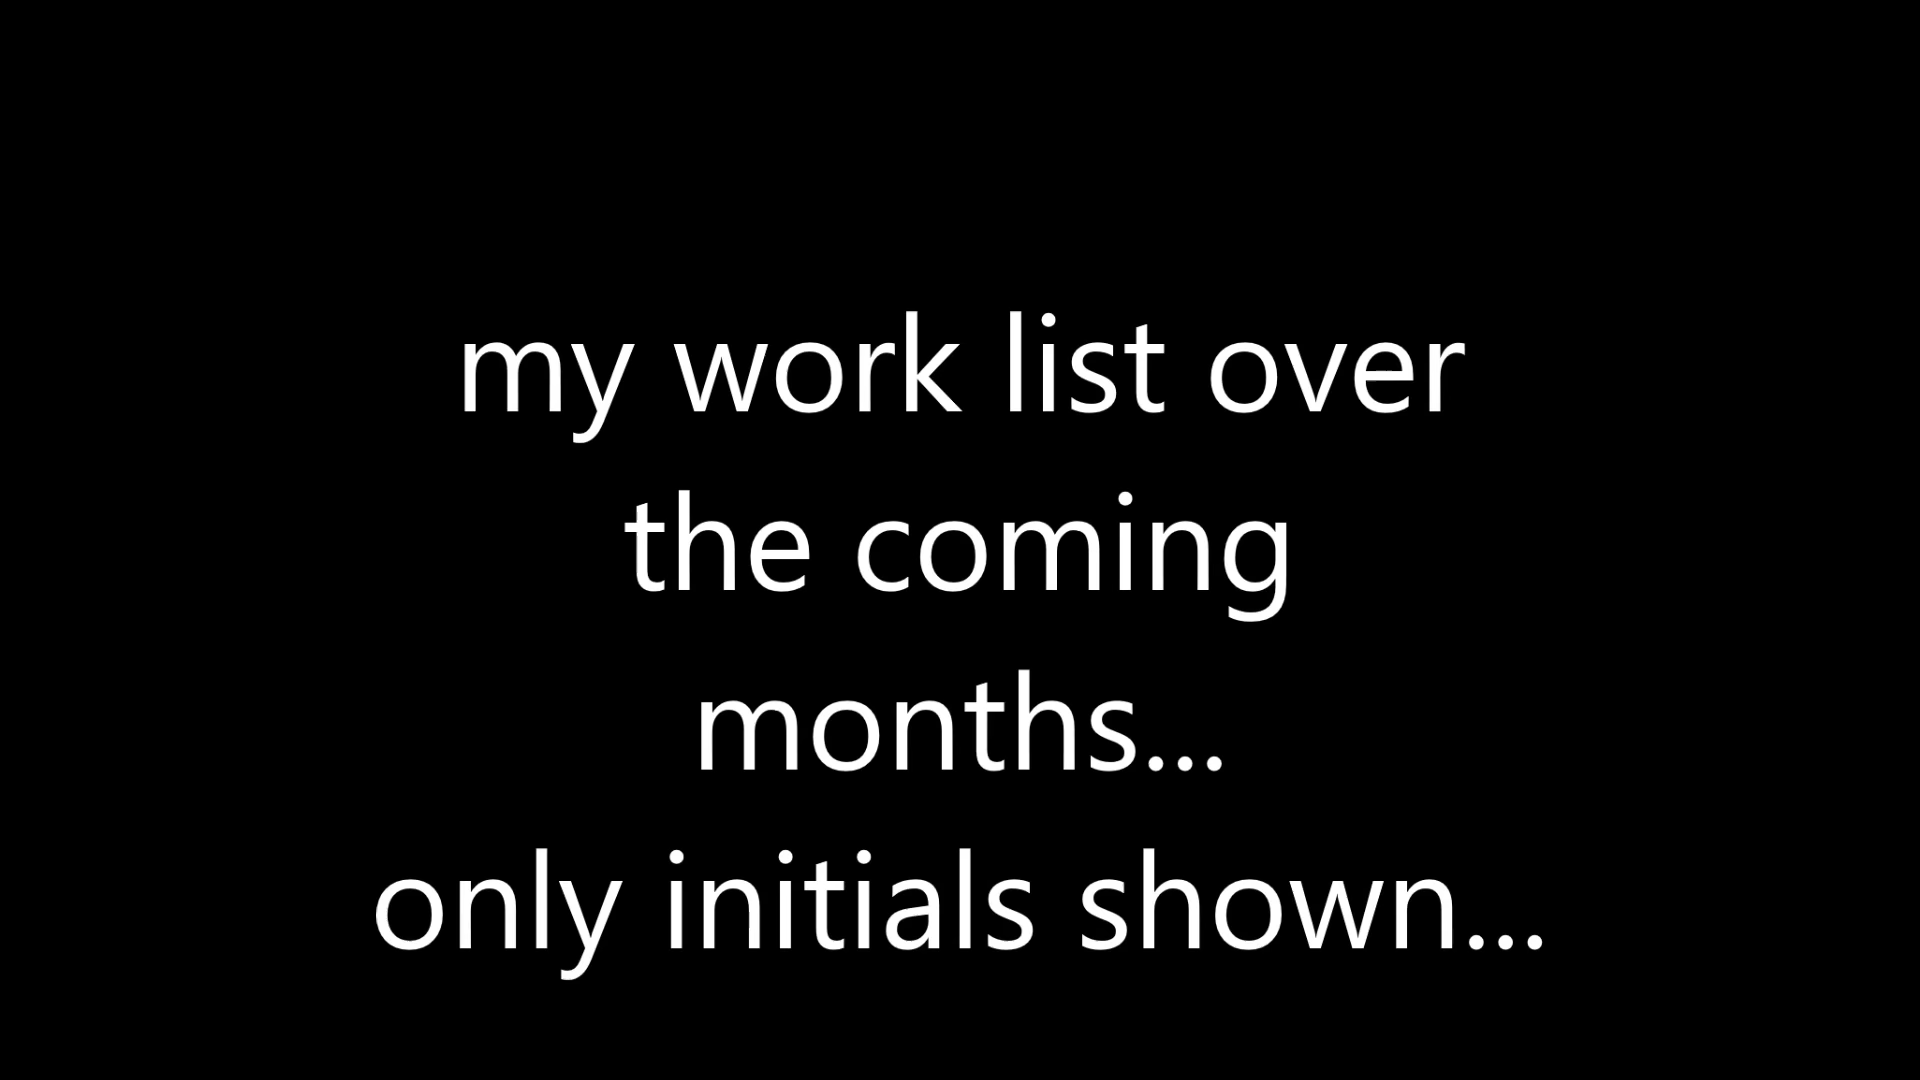 my work list over
the coming
months...
only initials shown...